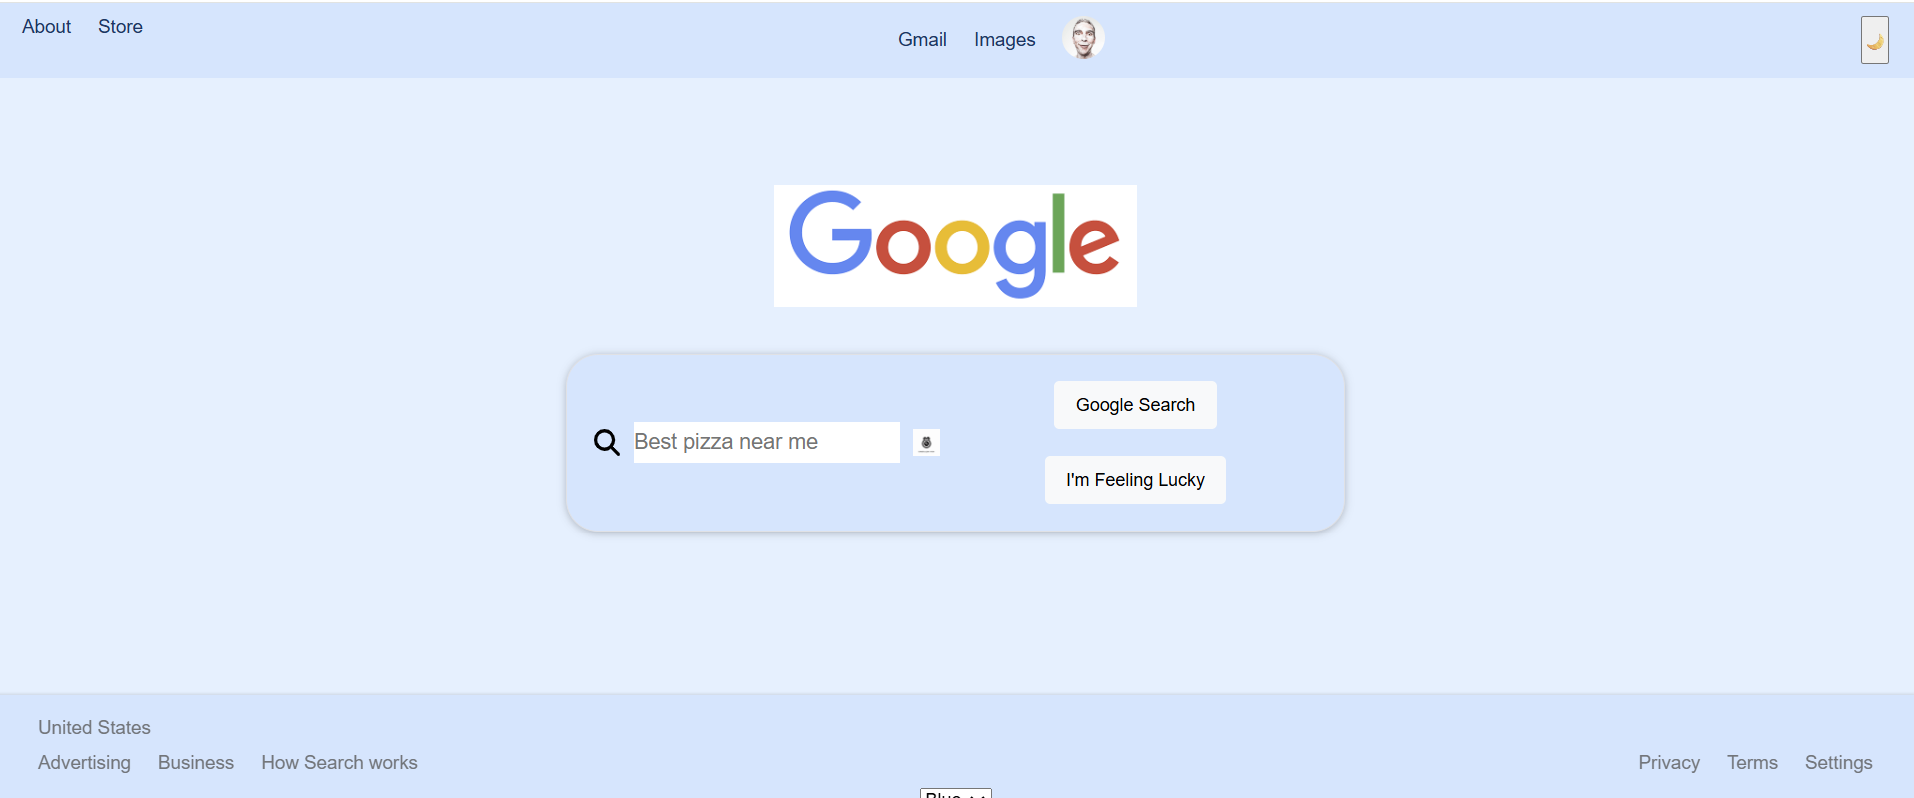 About Store Gmail Images
Google
Best pizza near me
Google Search
I'm Feeling Lucky
United States
Advertising Business How Search works Privacy Terms Settings
Blue